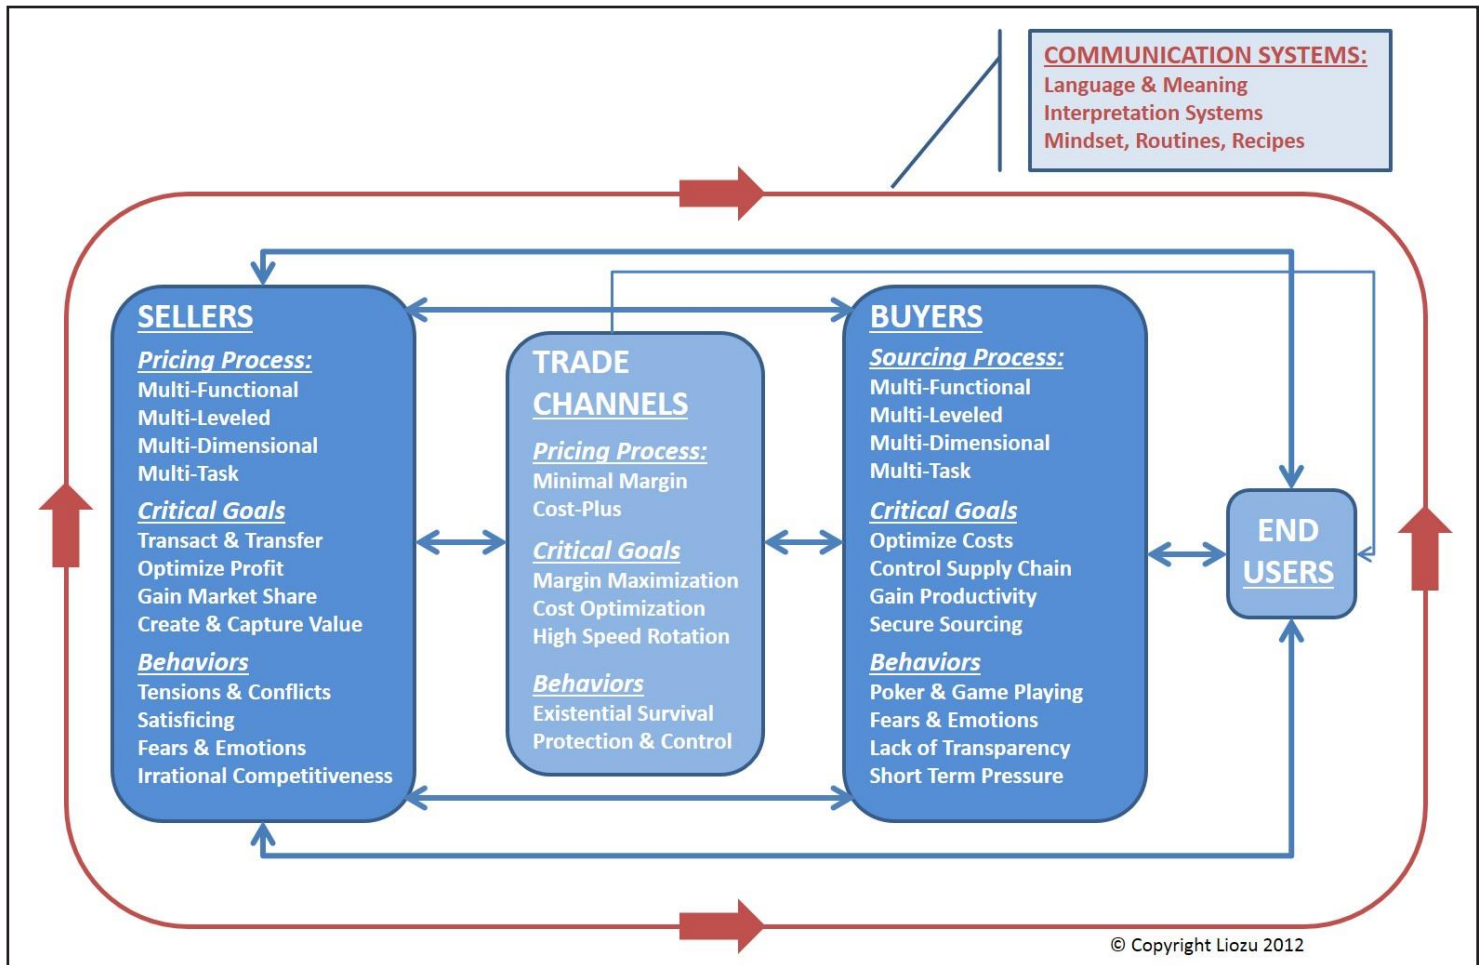 COMMUNICATION SYSTEMS:
Language & Meaning
Interpretation Systems
Mindset, Routines, Recipes
SELLERS
Pricing Process:
Multi-Functional
Multi-Leveled
Multi-Dimensional
Multi-Task
Critical Goals
Transact & Transfer
Optimize Profit
Gain Market Share
Create & Capture Value
Behaviors
Tensions & Conflicts
Satisficing
Fears & Emotions
Irrational Competitiveness
TRADE
CHANNELS
Pricing Process:
Minimal Margin
Cost-Plus
Critical Goals
Margin Maximization
Cost Optimization
High Speed Rotation
Behaviors
Existential Survival
Protection & Control
BUYERS
Sourcing Process:
Multi-Functional
Multi-Leveled
Multi-Dimensional
Multi-Task
Critical Goals
Optimize Costs
Control Supply Chain
Gain Productivity
Secure Sourcing
Behaviors
Poker & Game Playing
Fears & Emotions
Lack of Transparency
Short Term Pressure
END
USERS
© Copyright Liozu 2012